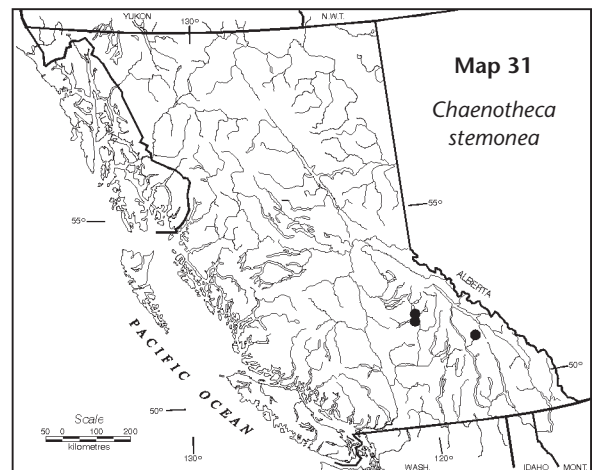 YUKON
N.W.T.
130°
Map 31
Chaenotheca
stemonea
55°
55°
ALBERTA
PACIFIC OCEAN
50°
50°
Scale
50 0 100 200
kilometres
130°
120°
WASH.
IDAHO
MONT.